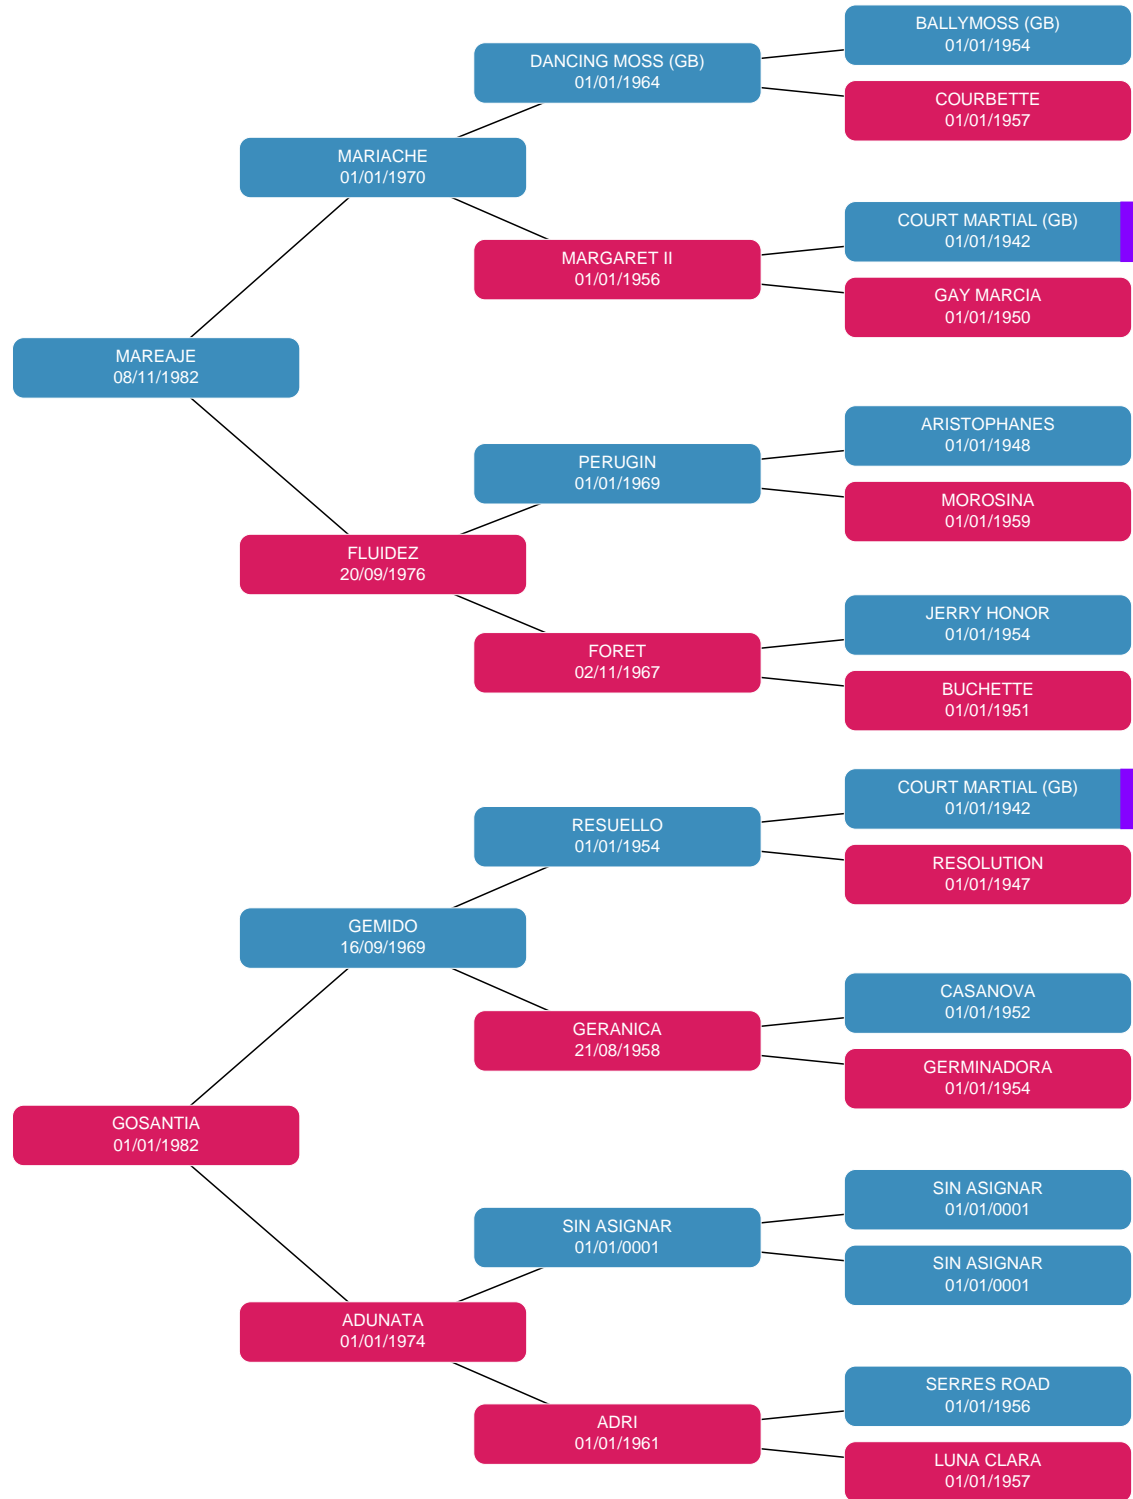 BALLYMOSS (GB)
01/01/1954
DANCING MOSS (GB)
01/01/1964
COURBETTE
01/01/1957
MARIACHE
01/01/1970
COURT MARTIAL (GB)
01/01/1942
MARGARET II
01/01/1956
GAY MARCIA
01/01/1950
MAREAJE
08/11/1982
ARISTOPHANES
01/01/1948
PERUGIN
01/01/1969
MOROSINA
01/01/1959
FLUIDEZ
20/09/1976
JERRY HONOR
01/01/1954
FORET
02/11/1967
BUCHETTE
01/01/1951
COURT MARTIAL (GB)
01/01/1942
RESUELLO
01/01/1954
RESOLUTION
01/01/1947
GEMIDO
16/09/1969
CASANOVA
01/01/1952
GERANICA
21/08/1958
GERMINADORA
01/01/1954
GOSANTIA
01/01/1982
SIN ASIGNAR
01/01/0001
SIN ASIGNAR
01/01/0001
SIN ASIGNAR
01/01/0001
ADUNATA
01/01/1974
SERRES ROAD
01/01/1956
ADRI
01/01/1961
LUNA CLARA
01/01/1957